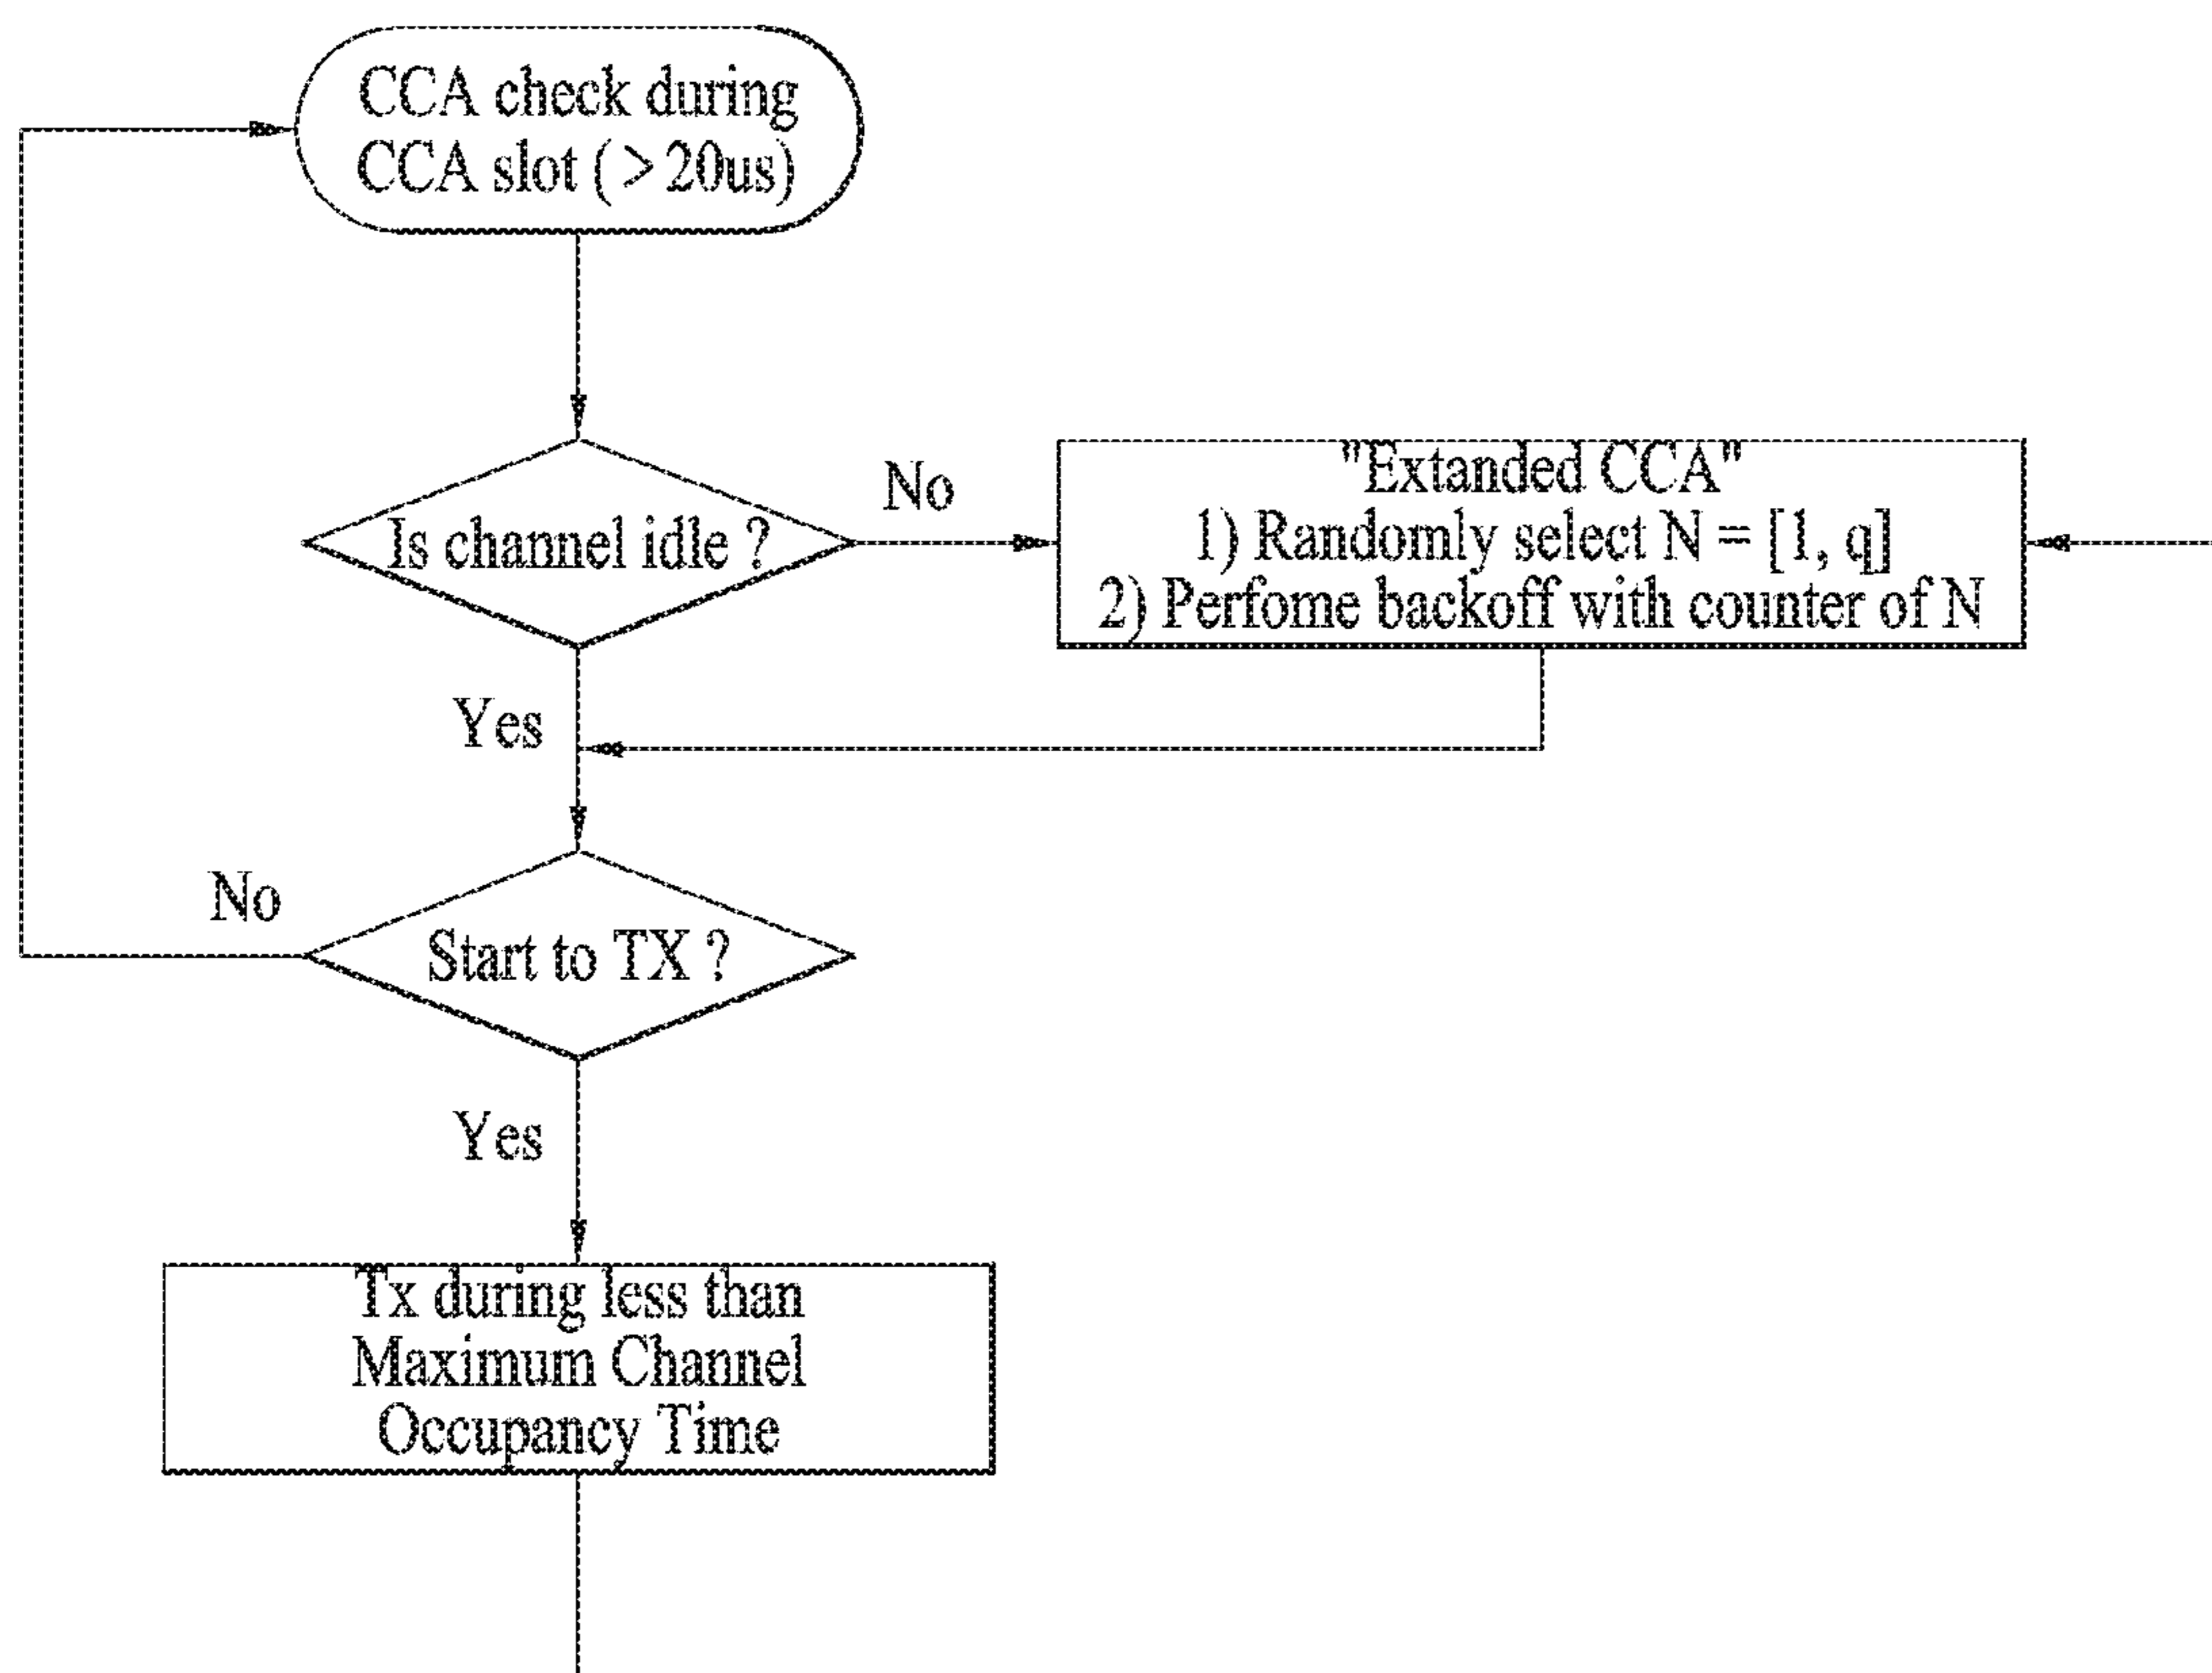 CCA check during
CCA slot ( > 20us)
Is channel idle ?
No
"Extanded CCA"
1) Randomly select N = [1, q]
2) Perfome backoff with counter of N
Yes
No
Start to TX ?
Yes
Tx during less than
Maximum Channel
Occupancy Time